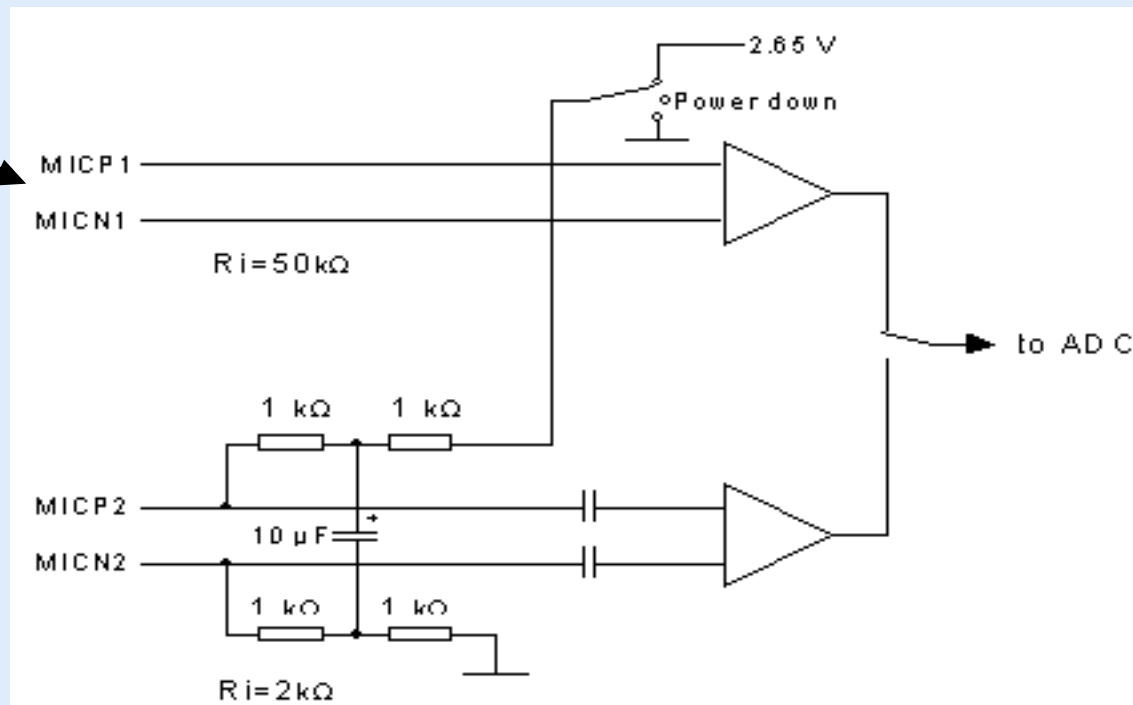 2.65 V
Power down
MICP1
MICN1
Ri=50kΩ
to ADC
1 kΩ 1 kΩ
MICP2
10 µF +
MICN2
1 kΩ 1 kΩ
Ri=2kΩ